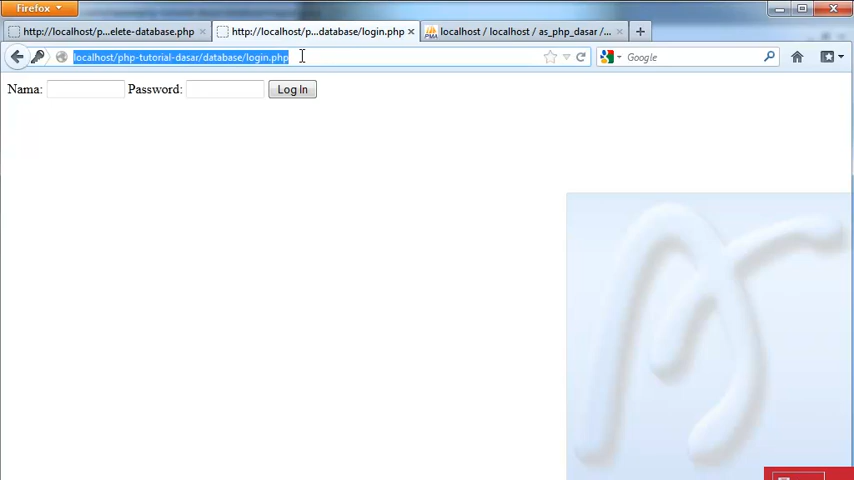 Firefox
http://localhost/p...elete-database.php
http://localhost/p...database/login.php
localhost / localhost / as_php_dasar /...
localhost/php-tutorial-dasar/database/login.php
Google
Nama: Password: Log In